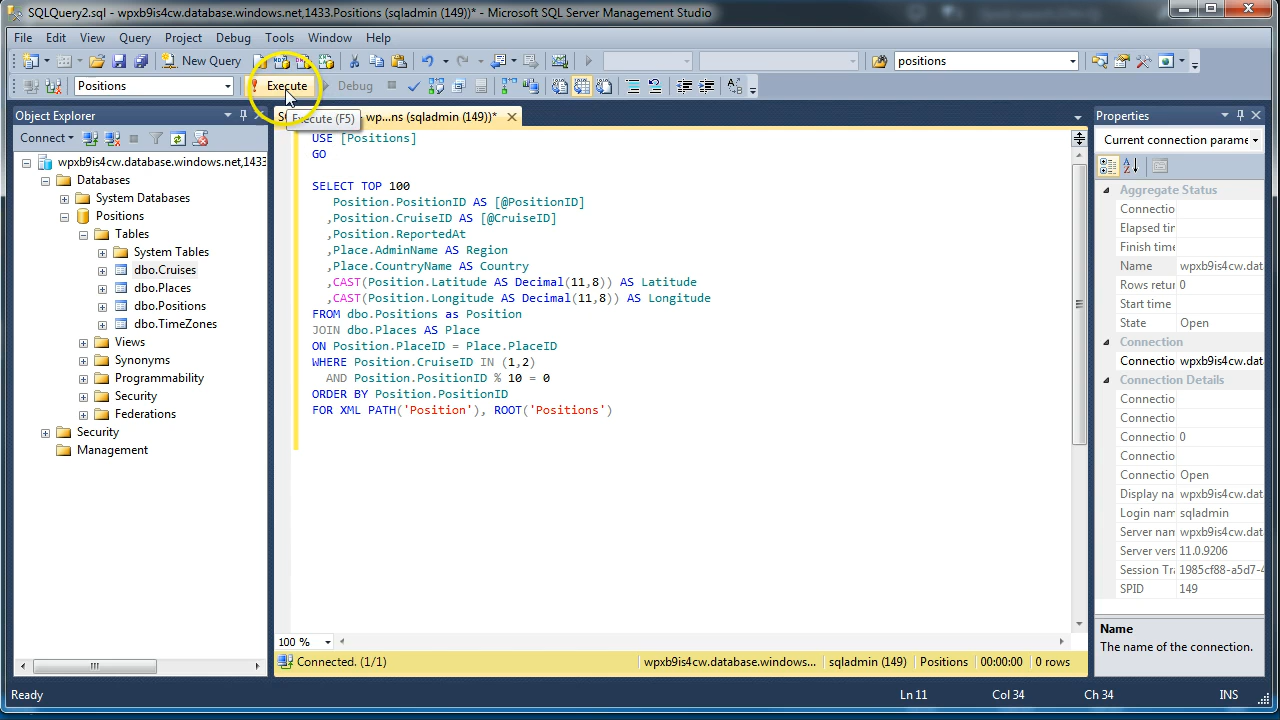 SQLQuery2.sql - wpxb9is4cw.database.windows.net,1433.Positions (sqladmin (149))* - Microsoft SQL Server Management Studio
File Edit View Query Project Debug Tools Window Help
New Query
positions
Positions
Execute
Debug
Execute (F5)
Object Explorer
wp...ns (sqladmin (149))*
Properties
Connect
Current connection parame
wpxb9is4cw.database.windows.net,1433
Databases
System Databases
Positions
Tables
System Tables
dbo.Cruises
dbo.Places
dbo.Positions
dbo.TimeZones
Views
Synonyms
Programmability
Security
Federations
Security
Management
USE [Positions]
GO
SELECT TOP 100
Position.PositionID AS [@PositionID]
,Position.CruiseID AS [@CruiseID]
,Position.ReportedAt
,Place.AdminName AS Region
,Place.CountryName AS Country
,CAST(Position.Latitude AS Decimal(11,8)) AS Latitude
,CAST(Position.Longitude AS Decimal(11,8)) AS Longitude
FROM dbo.Positions as Position
JOIN dbo.Places AS Place
ON Position.PlaceID = Place.PlaceID
WHERE Position.CruiseID IN (1,2)
AND Position.PositionID % 10 = 0
ORDER BY Position.PositionID
FOR XML PATH('Position'), ROOT('Positions')
100 %
Connected. (1/1)
wpxb9is4cw.database.windows... sqladmin (149) Positions 00:00:00 0 rows
Aggregate Status
Connectio
Elapsed tim
Finish time
Name wpxb9is4cw.dat
Rows retur 0
Start time
State Open
Connection
Connectio wpxb9is4cw.dat
Connection Details
Connectio
Connectio
Connectio 0
Connectio
Connectio Open
Display na wpxb9is4cw.dat
Login nam sqladmin
Server nam wpxb9is4cw.dat
Server vers 11.0.9206
Session Tra 1985cf88-a5d7-4
SPID 149
Name
The name of the connection.
Ready
Ln 11 Col 34 Ch 34 INS